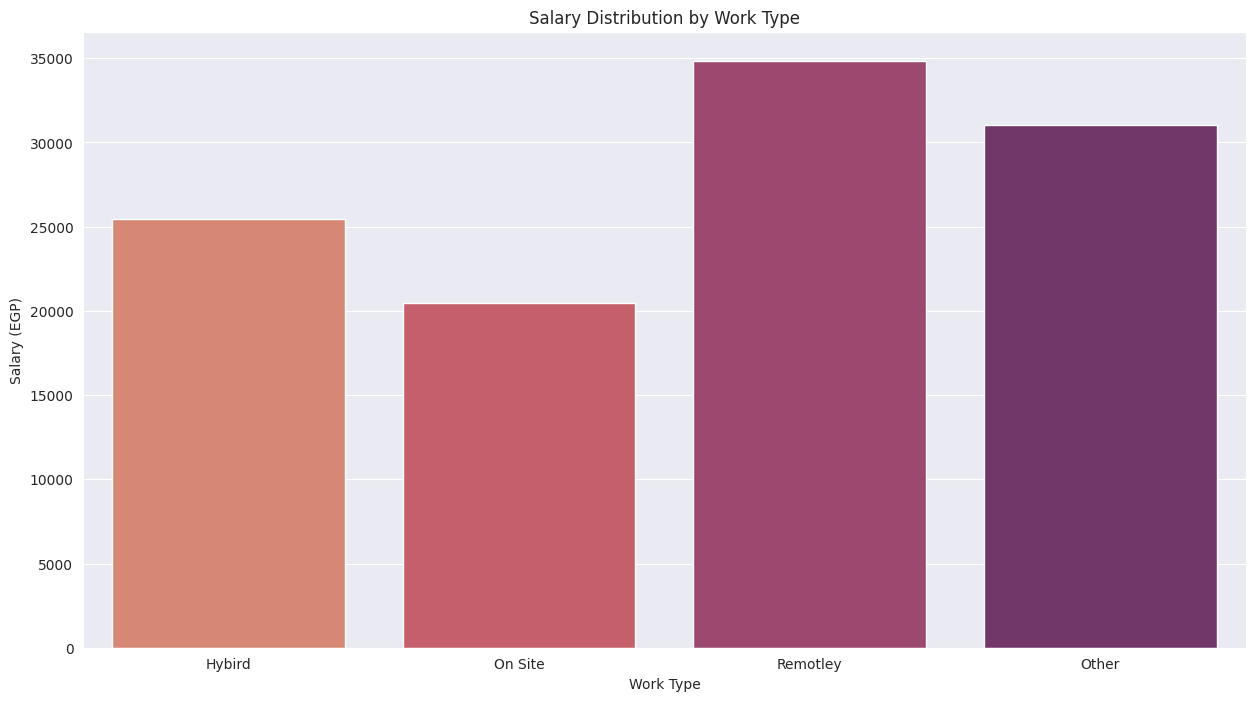 Salary Distribution by Work Type
Salary (EGP)
35000
30000
25000
20000
15000
10000
5000
0
Hybird On Site Remotley Other
Work Type